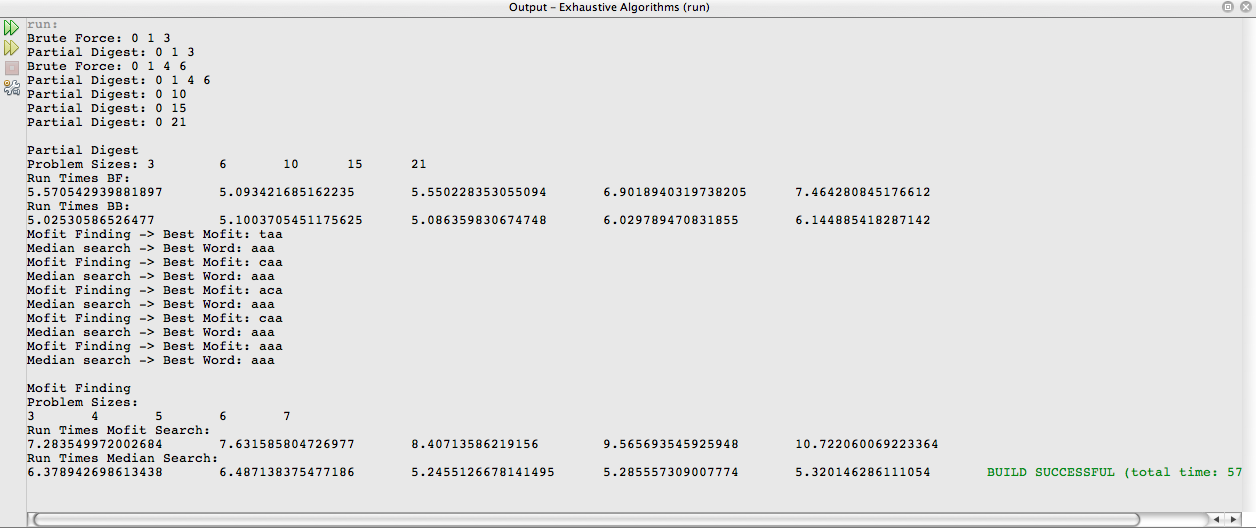 Output – Exhaustive Algorithms (run)
run:
Brute Force: 0 1 3
Partial Digest: 0 1 3
Brute Force: 0 1 4 6
Partial Digest: 0 1 4 6
Partial Digest: 0 10
Partial Digest: 0 15
Partial Digest: 0 21
Partial Digest
Problem Sizes: 3 6 10 15 21
Run Times BF:
5.570542939881897 5.093421685162235 5.550228353055094 6.9018940319738205 7.464280845176612
Run Times BB:
5.02530586526477 5.1003705451175625 5.086359830674748 6.029789470831855 6.144885418287142
Mofit Finding -> Best Mofit: taa
Median search -> Best Word: aaa
Mofit Finding -> Best Mofit: caa
Median search -> Best Word: aaa
Mofit Finding -> Best Mofit: aca
Median search -> Best Word: aaa
Mofit Finding -> Best Mofit: caa
Median search -> Best Word: aaa
Mofit Finding -> Best Mofit: aaa
Median search -> Best Word: aaa
Mofit Finding
Problem Sizes:
3 4 5 6 7
Run Times Mofit Search:
7.283549972002684 7.631585804726977 8.40713586219156 9.565693545925948 10.722060069223364
Run Times Median Search:
6.378942698613438 6.487138375477186 5.2455126678141495 5.285557309007774 5.320146286111054 BUILD SUCCESSFUL (total time: 57